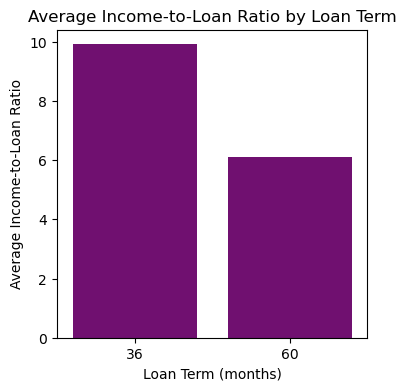 Average Income-to-Loan Ratio by Loan Term
Average Income-to-Loan Ratio
10
8
6
4
2
0
36 60
Loan Term (months)